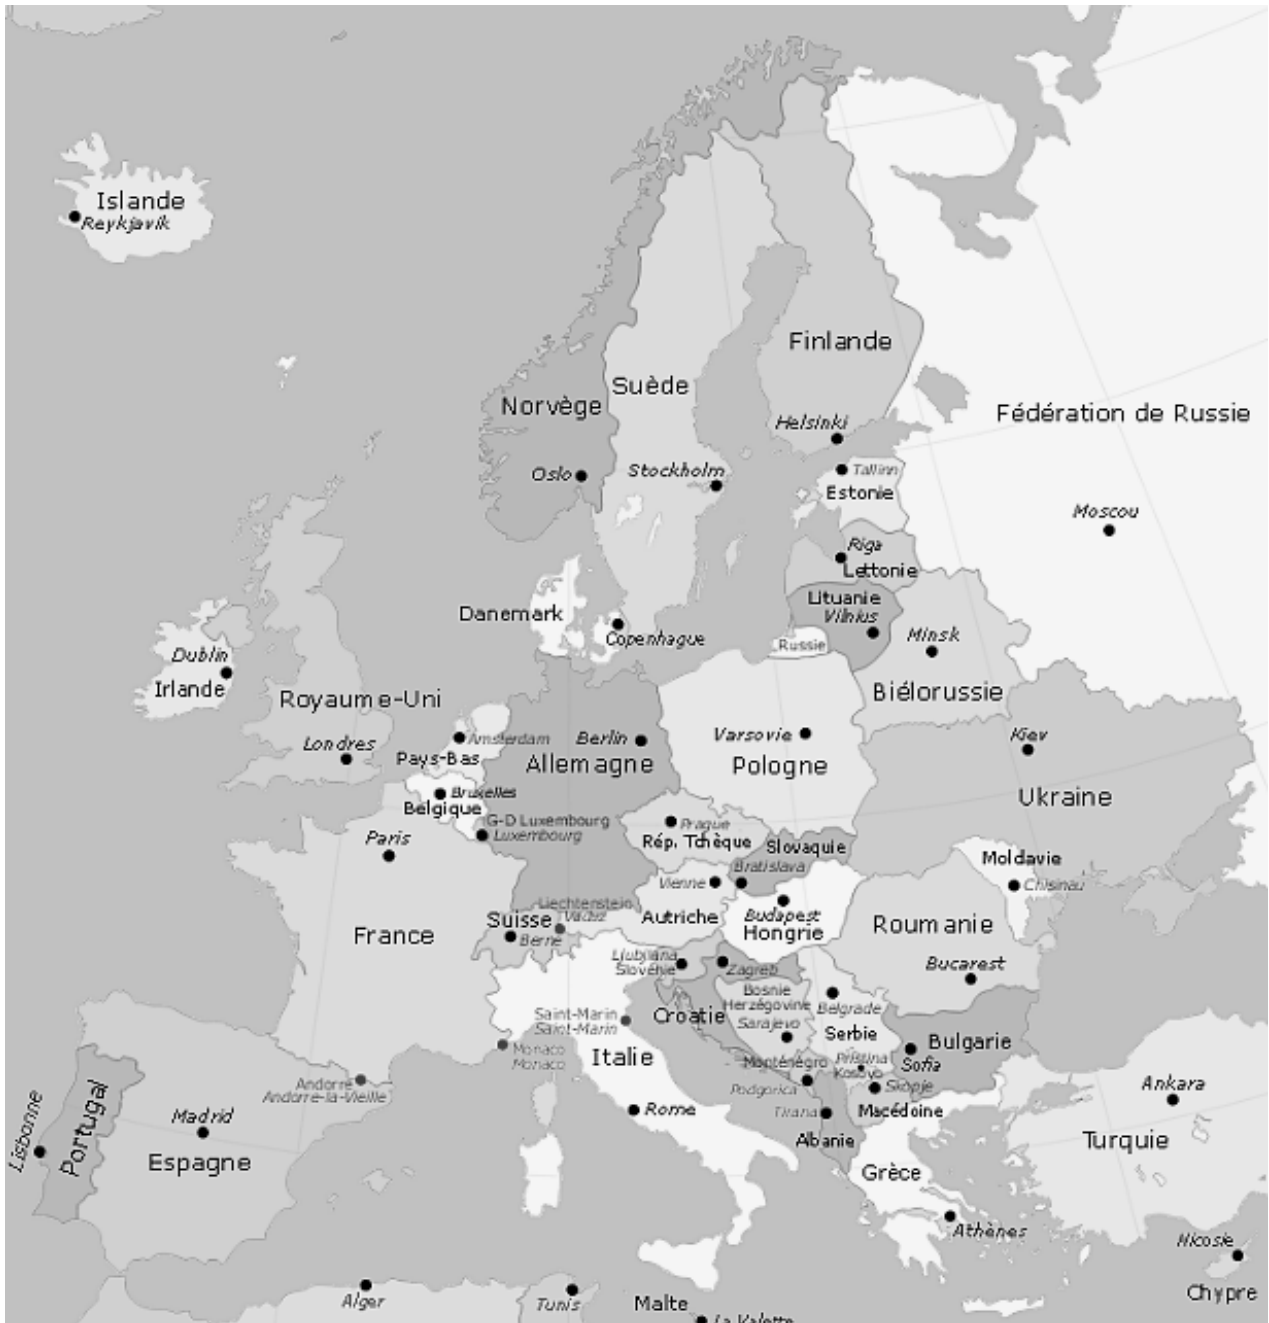 Islande
Reykjavík
Finlande
Suède
Norvège
Fédération de Russie
Helsinki
Oslo
Stockholm
Tallinn
Estonie
Moscou
Riga
Lettonie
Lituanie
Vilnius
Danemark
Copenhague
Russie
Minsk
Biélorussie
Dublin
Irlande
Royaume-Uni
Londres
Amsterdam
Pays-Bas
Berlin
Allemagne
Varsovie
Pologne
Kiev
Ukraine
Bruxelles
Belgique
G-D Luxembourg
Luxembourg
Paris
Prague
Rép. Tchèque
Slovaquie
Bratislava
Moldavie
Chisinau
Vienne
Autriche
Budapest
Hongrie
Liechtenstein
Vaduz
Suisse
Berne
France
Roumanie
Bucarest
Ljubljana
Slovénie
Zagreb
Croatie
Bosnie
Herzégovine
Sarajevo
Belgrade
Serbie
Saint-Marin
Saint-Marin
Italie
Monaco
Monaco
Monténégro
Podgorica
Pristina
Kosovo
Bulgarie
Sofia
Skopje
Macédoine
Andorre
Andorre-la-Vieille
Rome
Tirana
Albanie
Ankara
Turquie
Lisbonne
Portugal
Madrid
Espagne
Grèce
Athènes
Nicosie
Chypre
Alger
Tunis
Malte
La Valette